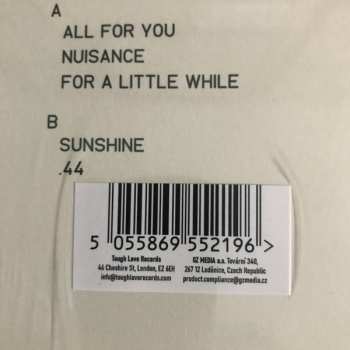 A
ALL FOR YOU
NUISANCE
FOR A LITTLE WHILE
B
SUNSHINE
.44
5 055869 552196 >
Tough Love Records
44 Cheshire St, London, E2 6EH
info@toughloverecords.com
GZ MEDIA a.s. Tovární 340,
267 12 Loděnice, Czech Republic
product.compliance@gzmedia.cz